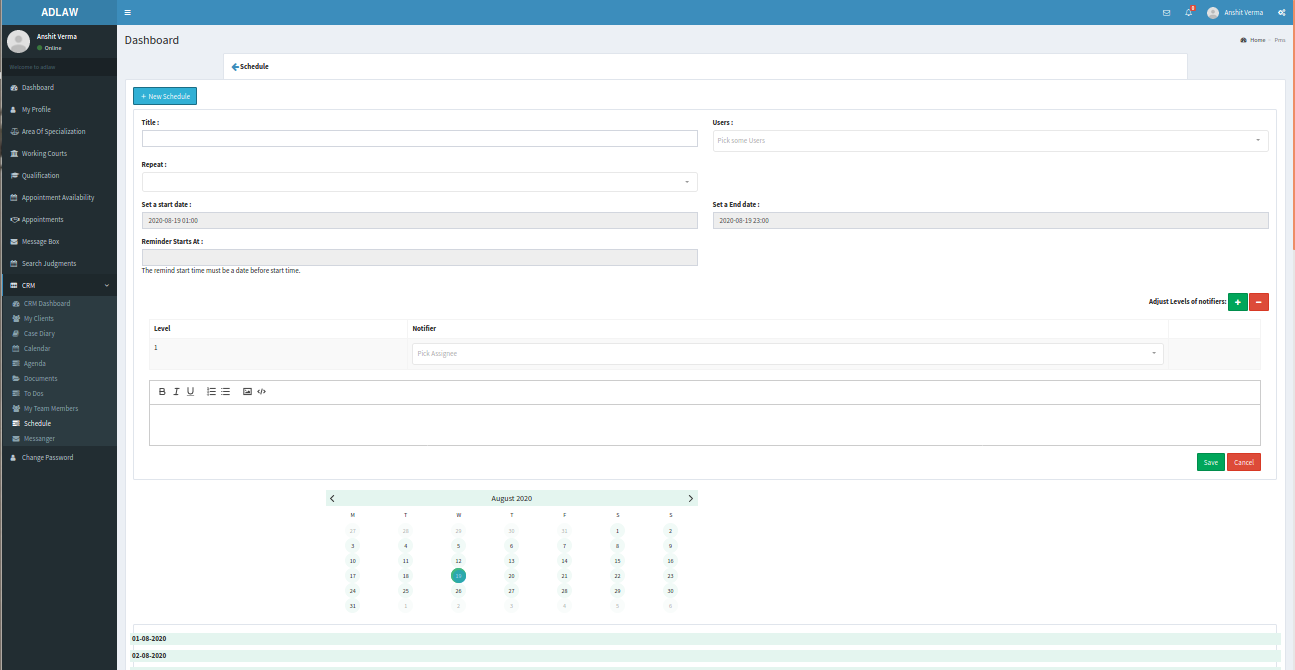 ADLAW
8
Anshit Verma
Anshit Verma
Online
Welcome to adlaw
Dashboard
My Profile
Area Of Specialization
Working Courts
Qualification
Appointment Availability
Appointments
Message Box
Search Judgments
CRM
CRM Dashboard
My Clients
Case Diary
Calendar
Agenda
Documents
To Dos
My Team Members
Schedule
Messanger
Change Password
Dashboard
Home > Pms
Schedule
+ New Schedule
Title :
Users :
Pick some Users
Repeat :
Set a start date :
Set a End date :
2020-08-19 01:00
2020-08-19 23:00
Reminder Starts At :
The remind start time must be a date before start time.
Adjust Levels of notifiers: + −
Level Notifier
1 Pick Assignee
B I U
Save Cancel
August 2020
M T W T F S S
27 28 29 30 31 1 2
3 4 5 6 7 8 9
10 11 12 13 14 15 16
17 18 19 20 21 22 23
24 25 26 27 28 29 30
31 1 2 3 4 5 6
01-08-2020
02-08-2020